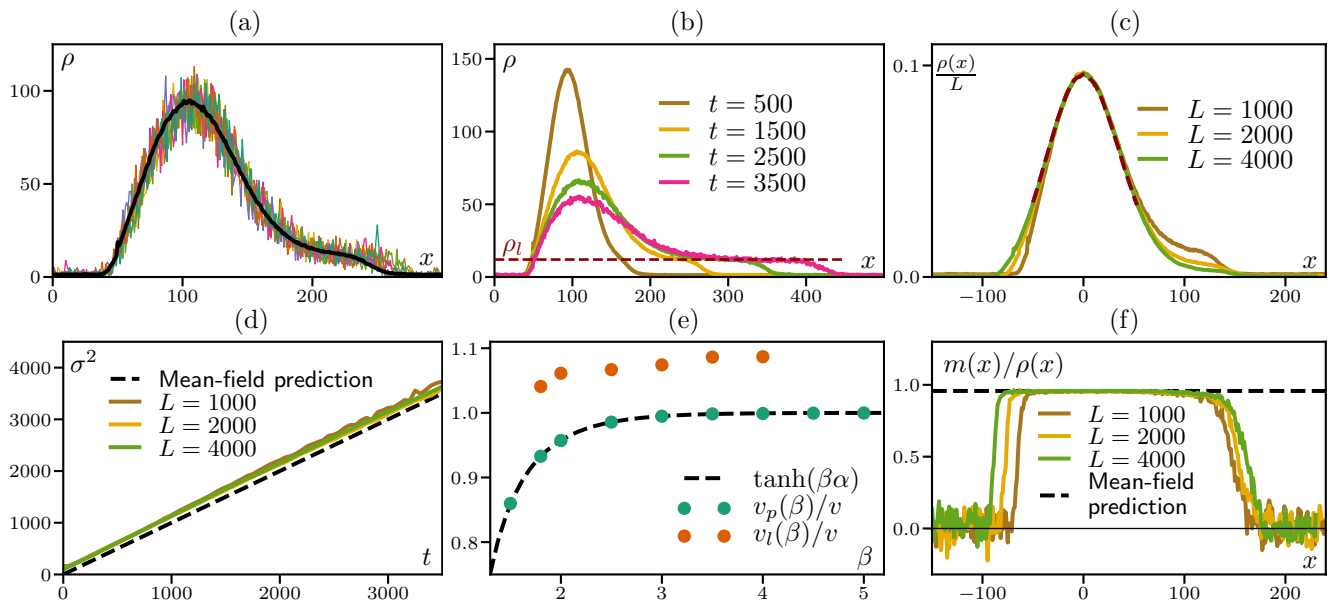 (a)
ρ
100
50
0
0
100
200
x
(b)
ρ
150
100
50
0
t = 500
t = 1500
t = 2500
t = 3500
ρ_l
0
100
200
300
400
x
(c)
ρ(x)/L
0.1
0.0
L = 1000
L = 2000
L = 4000
−100
0
100
200
x
(d)
σ²
4000
3000
2000
1000
0
Mean-field prediction
L = 1000
L = 2000
L = 4000
0
1000
2000
3000
t
(e)
1.1
1.0
0.9
0.8
tanh(βα)
v_p(β)/v
v_l(β)/v
2
3
4
5
β
(f)
m(x)/ρ(x)
1.0
0.5
0.0
L = 1000
L = 2000
L = 4000
Mean-field
prediction
−100
0
100
200
x